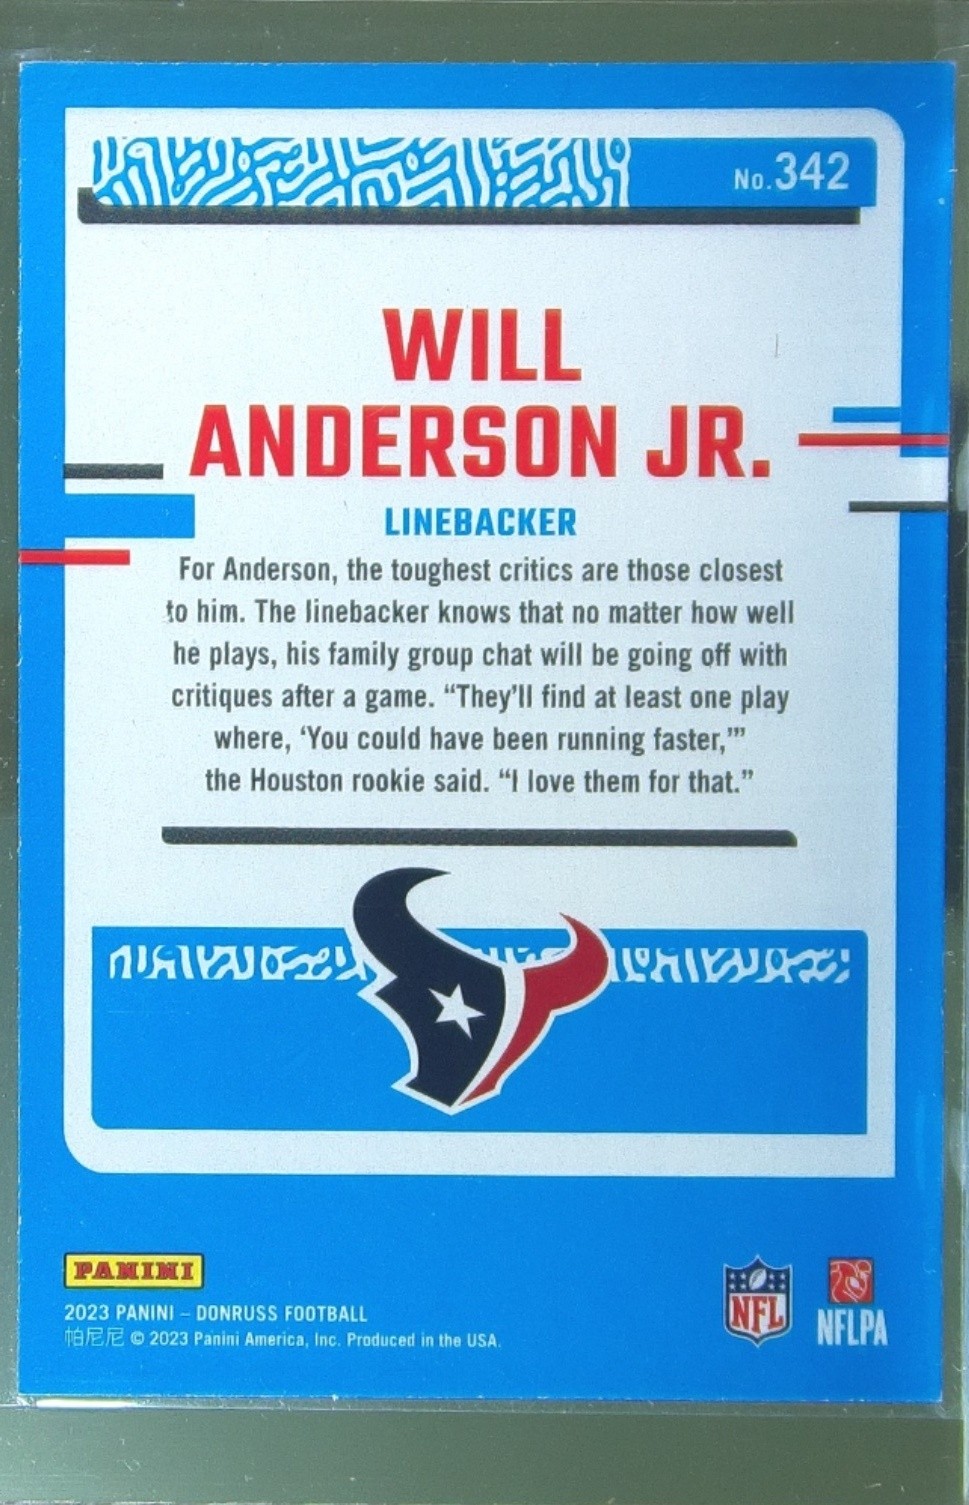 No.342
WILL
ANDERSON JR.
LINEBACKER
For Anderson, the toughest critics are those closest
to him. The linebacker knows that no matter how well
he plays, his family group chat will be going off with
critiques after a game. “They’ll find at least one play
where, ‘You could have been running faster,’”
the Houston rookie said. “I love them for that.”
PANINI
2023 PANINI – DONRUSS FOOTBALL
帕尼尼 © 2023 Panini America, Inc. Produced in the USA.
NFL
NFLPA